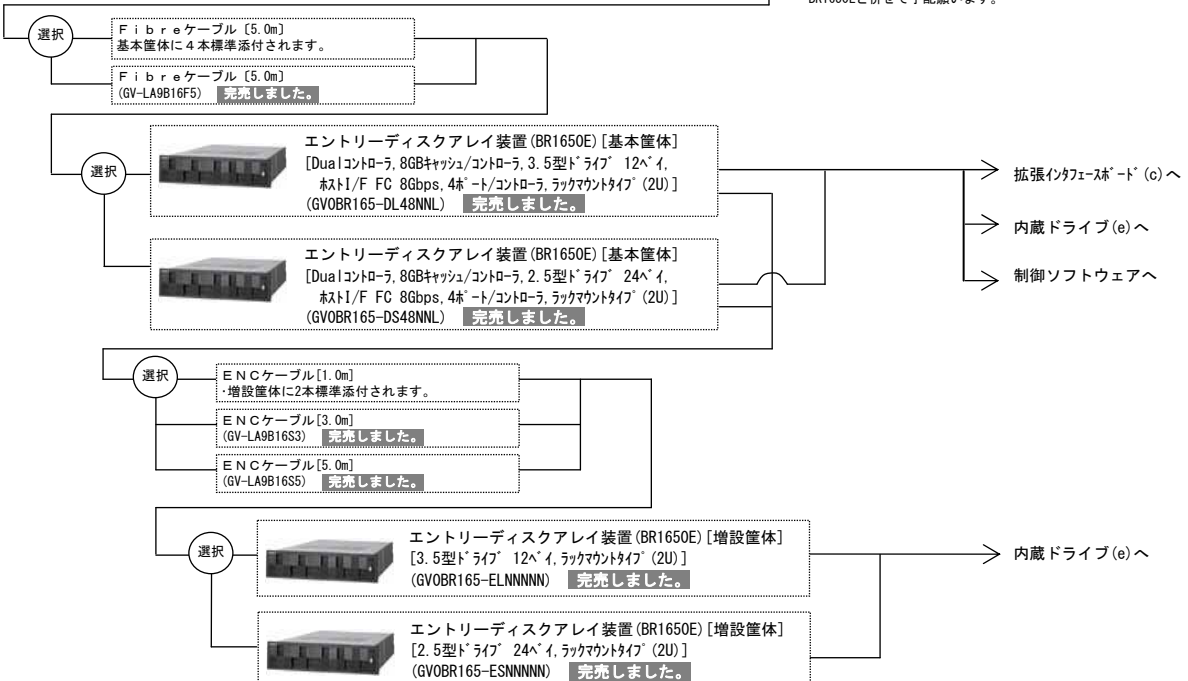 BR1650Eと併せて手配願います。
選択
Ｆｉｂｒｅケーブル〔5.0m〕
基本筐体に４本標準添付されます。
Ｆｉｂｒｅケーブル〔5.0m〕
(GV-LA9B16F5) 完売しました。
選択
エントリーディスクアレイ装置(BR1650E)[基本筐体]
[Dualｺﾝﾄﾛｰﾗ,8GBｷｬｯｼｭ/ｺﾝﾄﾛｰﾗ,3.5型ﾄﾞﾗｲﾌﾞ 12ﾍﾞｲ,
ﾎｽﾄI/F FC 8Gbps,4ﾎﾟｰﾄ/ｺﾝﾄﾛｰﾗ,ﾗｯｸﾏｳﾝﾄﾀｲﾌﾟ(2U)]
(GVOBR165-DL48NNL) 完売しました。
エントリーディスクアレイ装置(BR1650E)[基本筐体]
[Dualｺﾝﾄﾛｰﾗ,8GBｷｬｯｼｭ/ｺﾝﾄﾛｰﾗ,2.5型ﾄﾞﾗｲﾌﾞ 24ﾍﾞｲ,
ﾎｽﾄI/F FC 8Gbps,4ﾎﾟｰﾄ/ｺﾝﾄﾛｰﾗ,ﾗｯｸﾏｳﾝﾄﾀｲﾌﾟ(2U)]
(GVOBR165-DS48NNL) 完売しました。
拡張ｲﾝﾀﾌｪｰｽﾎﾞｰﾄﾞ(c)へ
内蔵ドライブ(e)へ
制御ソフトウェアへ
選択
ＥＮＣケーブル[1.0m]
･増設筐体に2本標準添付されます。
ＥＮＣケーブル[3.0m]
(GV-LA9B16S3) 完売しました。
ＥＮＣケーブル[5.0m]
(GV-LA9B16S5) 完売しました。
選択
エントリーディスクアレイ装置(BR1650E)[増設筐体]
[3.5型ﾄﾞﾗｲﾌﾞ 12ﾍﾞｲ,ﾗｯｸﾏｳﾝﾄﾀｲﾌﾟ(2U)]
(GVOBR165-ELNNNNN) 完売しました。
エントリーディスクアレイ装置(BR1650E)[増設筐体]
[2.5型ﾄﾞﾗｲﾌﾞ 24ﾍﾞｲ,ﾗｯｸﾏｳﾝﾄﾀｲﾌﾟ(2U)]
(GVOBR165-ESNNNNN) 完売しました。
内蔵ドライブ(e)へ